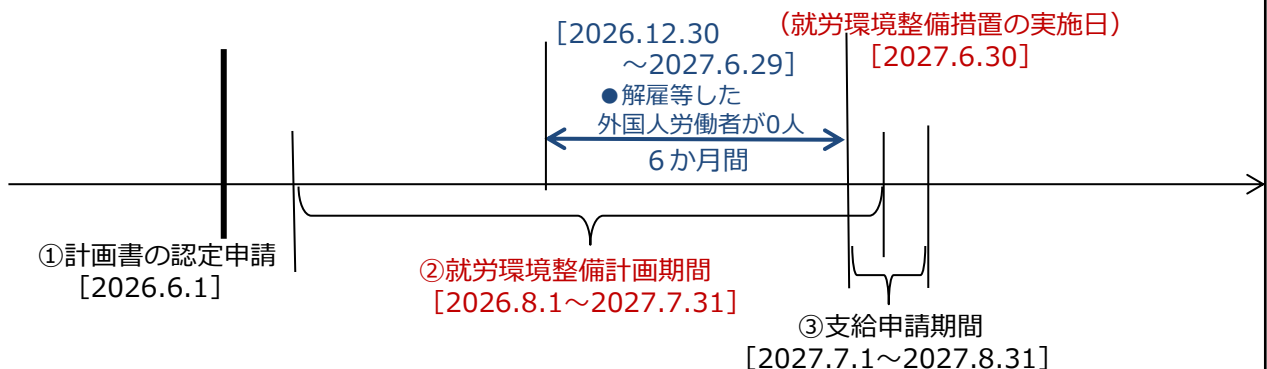 (就労環境整備措置の実施日)
[2027.6.30]
[2026.12.30
～2027.6.29]
●解雇等した
外国人労働者が0人
６か月間
①計画書の認定申請
[2026.6.1]
②就労環境整備計画期間
[2026.8.1～2027.7.31]
③支給申請期間
[2027.7.1～2027.8.31]